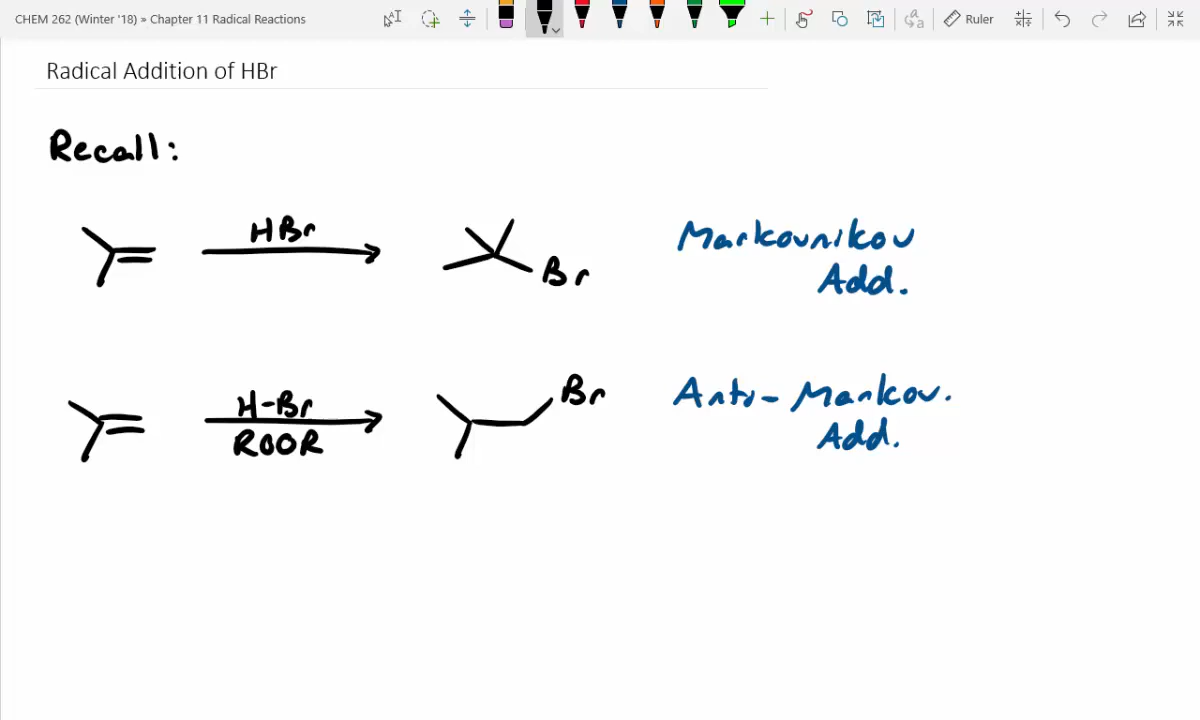 CHEM 262 (Winter '18) » Chapter 11 Radical Reactions
Ruler
Radical Addition of HBr
Recall:
HBr
Br
Markovnikov
Add.
H-Br
ROOR
Br
Anti-Markov.
Add.